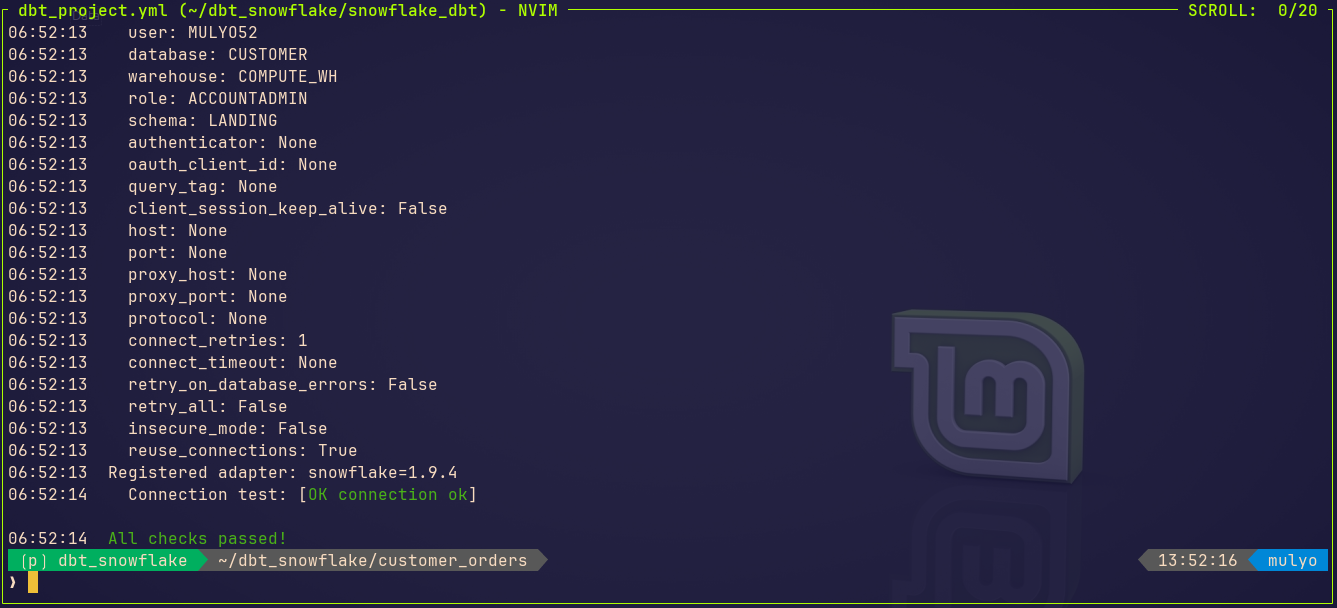 dbt_project.yml (~/dbt_snowflake/snowflake_dbt) - NVIM SCROLL: 0/20
06:52:13 user: MULYO52
06:52:13 database: CUSTOMER
06:52:13 warehouse: COMPUTE_WH
06:52:13 role: ACCOUNTADMIN
06:52:13 schema: LANDING
06:52:13 authenticator: None
06:52:13 oauth_client_id: None
06:52:13 query_tag: None
06:52:13 client_session_keep_alive: False
06:52:13 host: None
06:52:13 port: None
06:52:13 proxy_host: None
06:52:13 proxy_port: None
06:52:13 protocol: None
06:52:13 connect_retries: 1
06:52:13 connect_timeout: None
06:52:13 retry_on_database_errors: False
06:52:13 retry_all: False
06:52:13 insecure_mode: False
06:52:13 reuse_connections: True
06:52:13 Registered adapter: snowflake=1.9.4
06:52:14 Connection test: [OK connection ok]
06:52:14 All checks passed!
(p) dbt_snowflake ~/dbt_snowflake/customer_orders 13:52:16 mulyo
❯